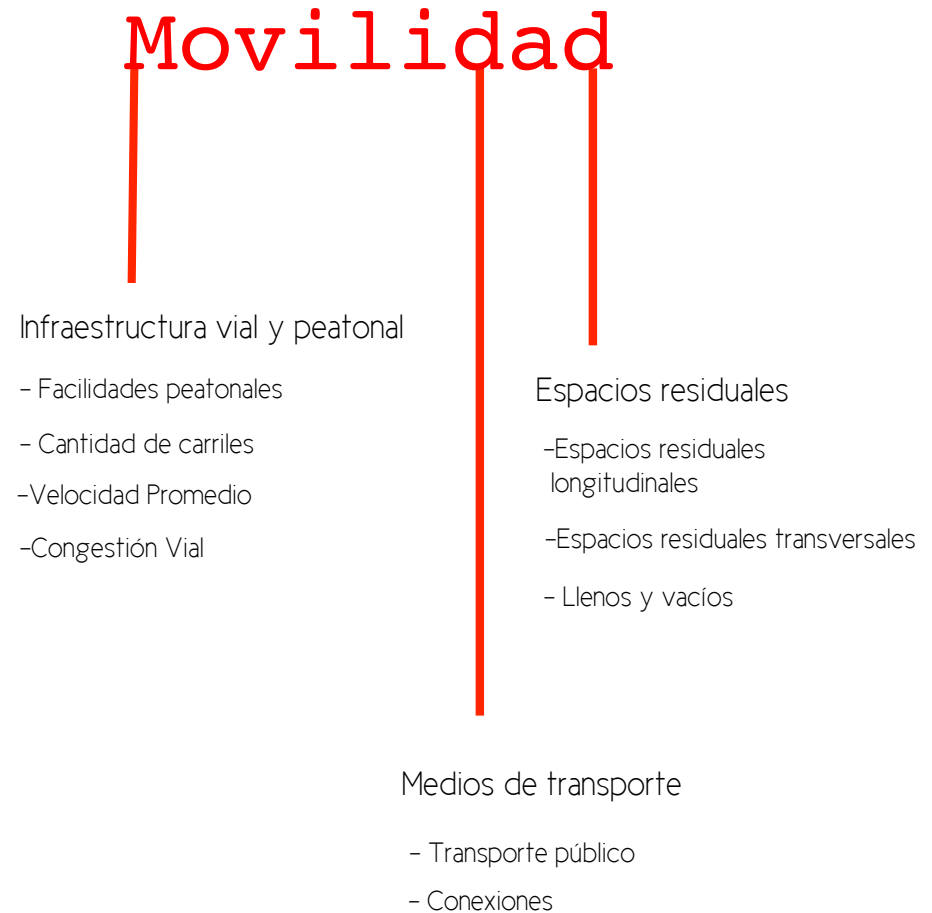 Movilidad
Infraestructura vial y peatonal
- Facilidades peatonales
- Cantidad de carriles
-Velocidad Promedio
-Congestión Vial
Espacios residuales
-Espacios residuales
longitudinales
-Espacios residuales transversales
- Llenos y vacíos
Medios de transporte
- Transporte público
- Conexiones